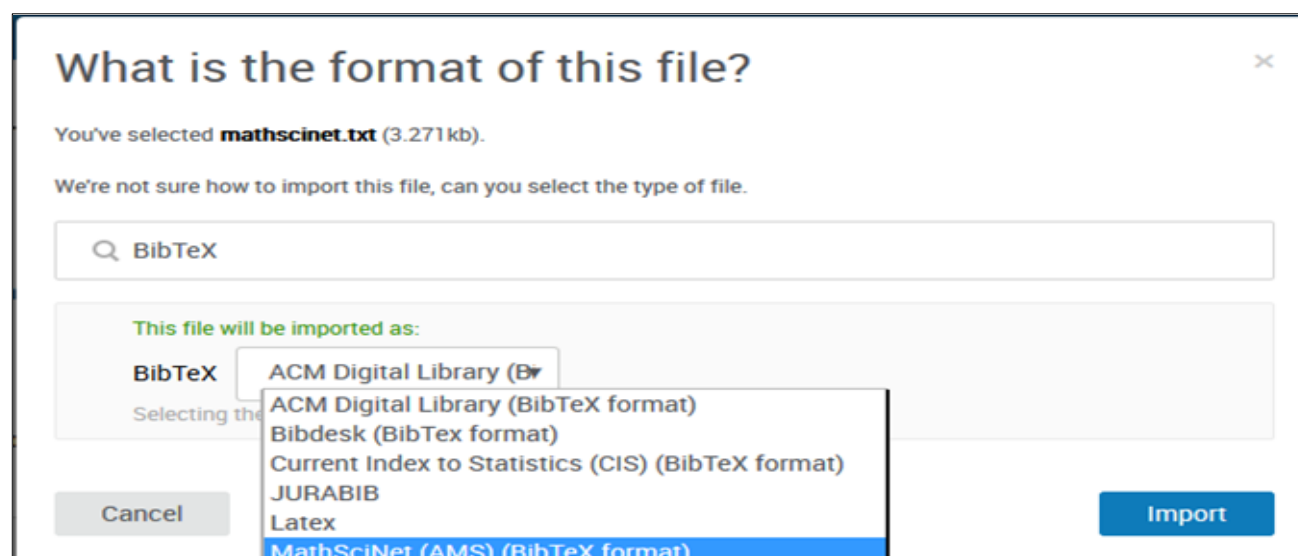 What is the format of this file?
×
You've selected mathscinet.txt (3.271kb).
We're not sure how to import this file, can you select the type of file.
BibTeX
This file will be imported as:
BibTeX ACM Digital Library (B
Selecting the
ACM Digital Library (BibTeX format)
Bibdesk (BibTex format)
Current Index to Statistics (CIS) (BibTeX format)
JURABIB
Latex
MathSciNet (AMS) (BibTeX format)
Cancel
Import